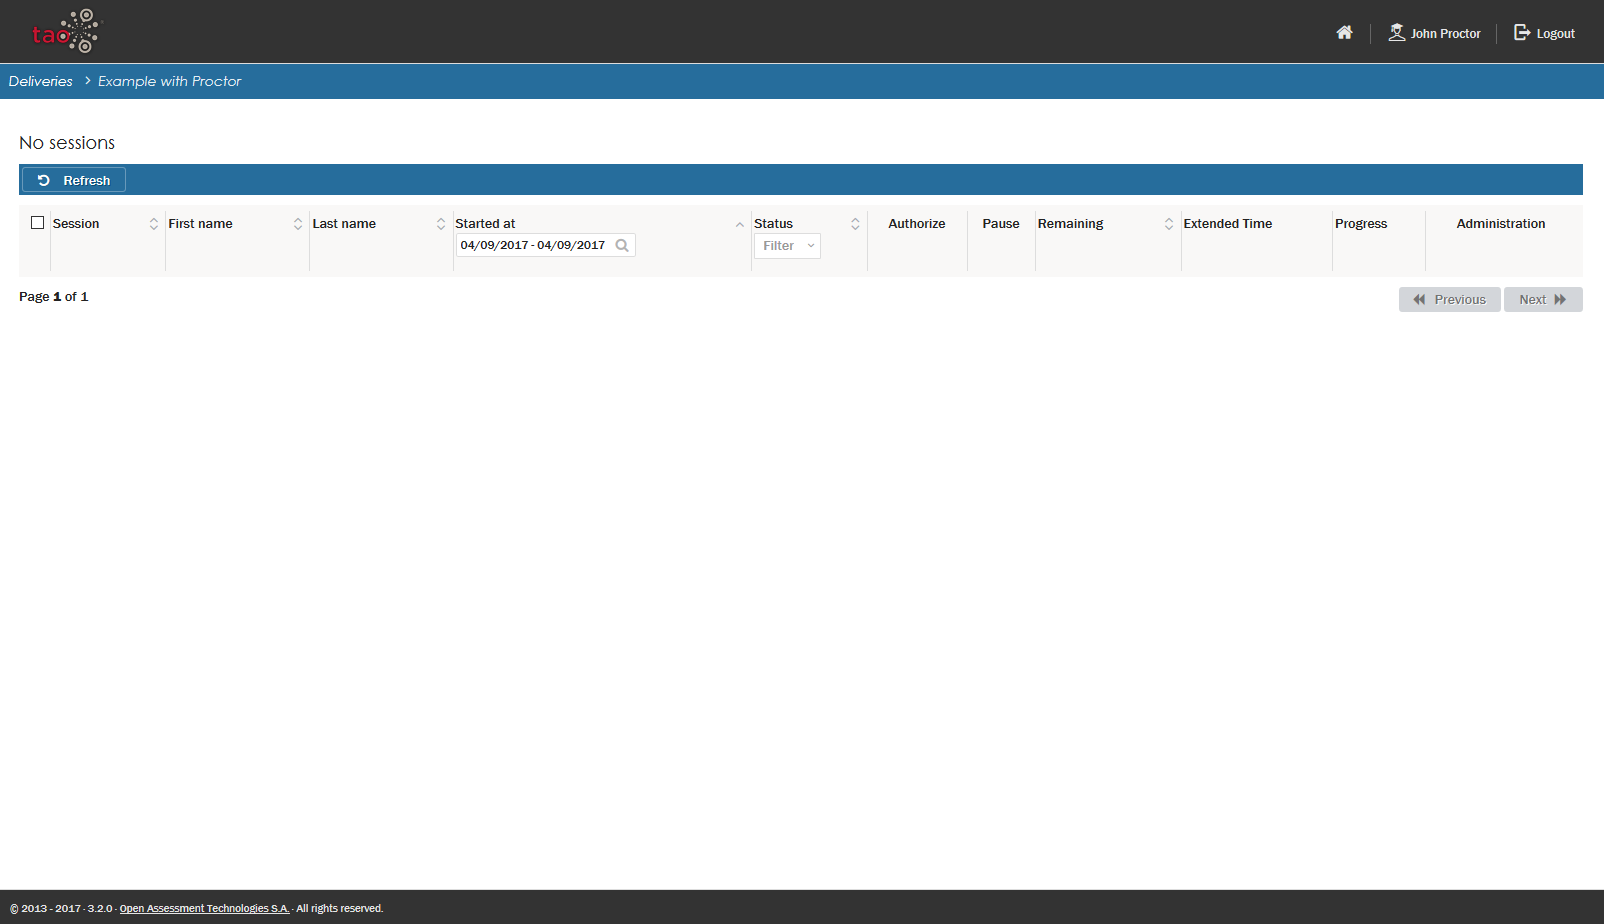 tao
John Proctor
Logout
Deliveries > Example with Proctor
No sessions
Refresh
Session First name Last name Started at Status Authorize Pause Remaining Extended Time Progress Administration
04/09/2017 - 04/09/2017 Filter
Page 1 of 1
Previous Next
© 2013 - 2017 · 3.2.0 · Open Assessment Technologies S.A. · All rights reserved.